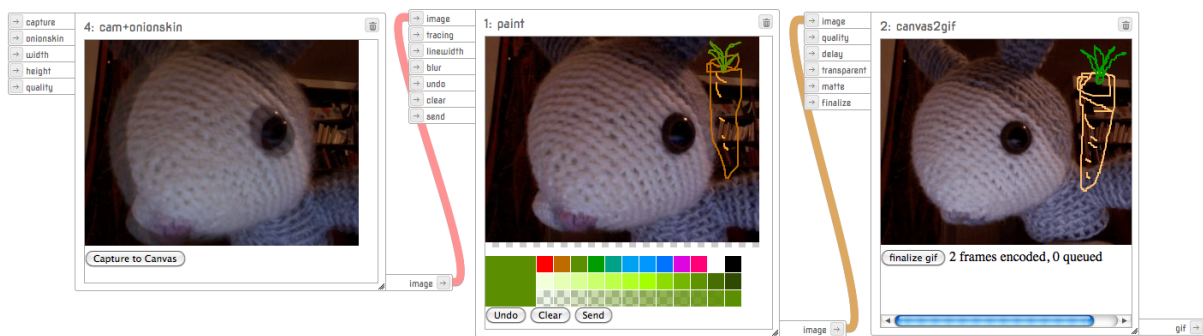 4: cam+onionskin
capture
onionskin
width
height
quality
Capture to Canvas
image
1: paint
image
tracing
linewidth
blur
undo
clear
send
Undo
Clear
Send
image
2: canvas2gif
image
quality
delay
transparent
matte
finalize
finalize gif
2 frames encoded, 0 queued
gif